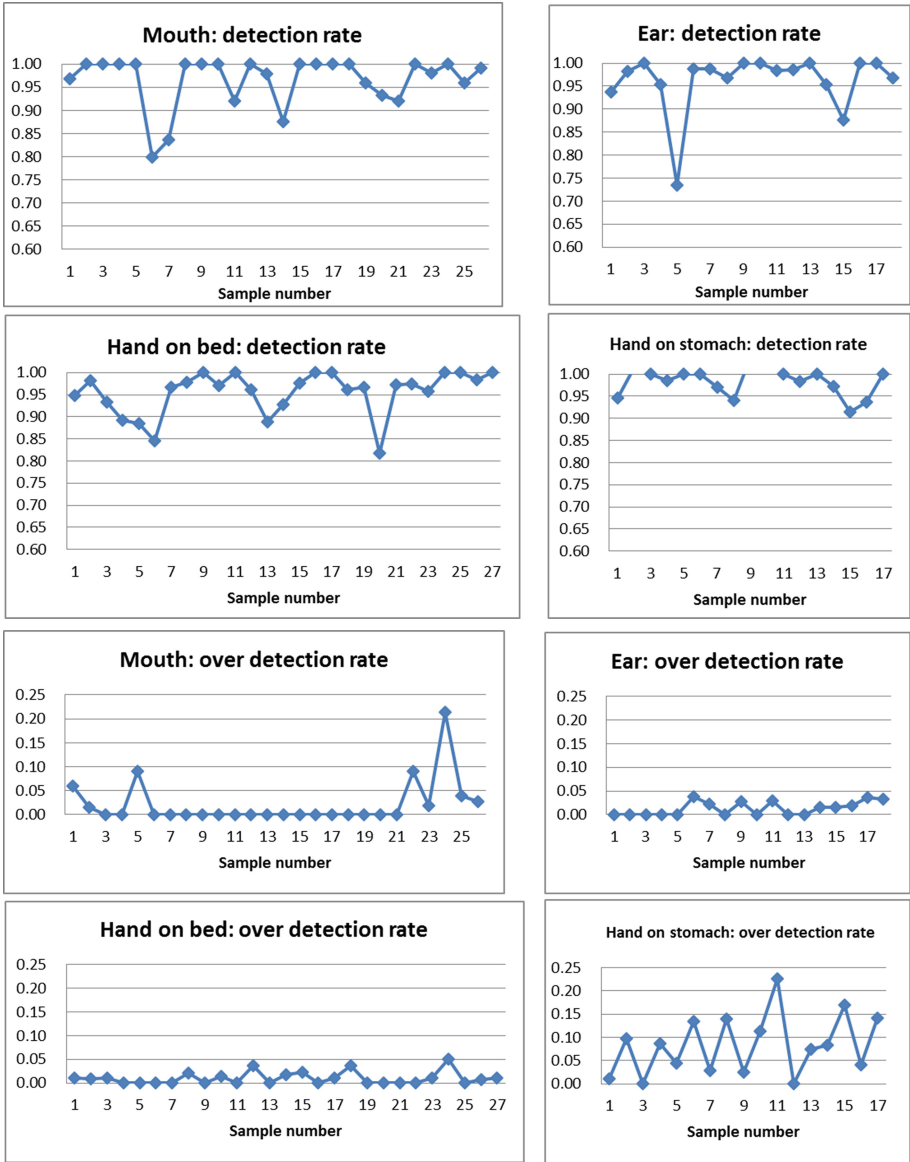 Mouth: detection rate
1.00
0.95
0.90
0.85
0.80
0.75
0.70
0.65
0.60
1 3 5 7 9 11 13 15 17 19 21 23 25
Sample number
Ear: detection rate
1.00
0.95
0.90
0.85
0.80
0.75
0.70
0.65
0.60
1 3 5 7 9 11 13 15 17
Sample number
Hand on bed: detection rate
1.00
0.95
0.90
0.85
0.80
0.75
0.70
0.65
0.60
1 3 5 7 9 11 13 15 17 19 21 23 25 27
Sample number
Hand on stomach: detection rate
1.00
0.95
0.90
0.85
0.80
0.75
0.70
0.65
0.60
1 3 5 7 9 11 13 15 17
Sample number
Mouth: over detection rate
0.25
0.20
0.15
0.10
0.05
0.00
1 3 5 7 9 11 13 15 17 19 21 23 25
Sample number
Ear: over detection rate
0.25
0.20
0.15
0.10
0.05
0.00
1 3 5 7 9 11 13 15 17
Sample number
Hand on bed: over detection rate
0.25
0.20
0.15
0.10
0.05
0.00
1 3 5 7 9 11 13 15 17 19 21 23 25 27
Sample number
Hand on stomach: over detection rate
0.25
0.20
0.15
0.10
0.05
0.00
1 3 5 7 9 11 13 15 17
Sample number